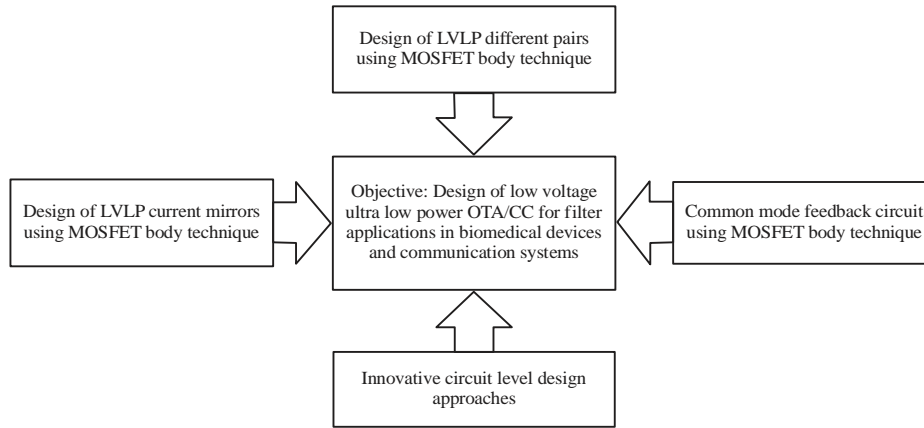 Design of LVLP different pairs
using MOSFET body technique
Design of LVLP current mirrors
using MOSFET body technique
Objective: Design of low voltage
ultra low power OTA/CC for filter
applications in biomedical devices
and communication systems
Common mode feedback circuit
using MOSFET body technique
Innovative circuit level design
approaches